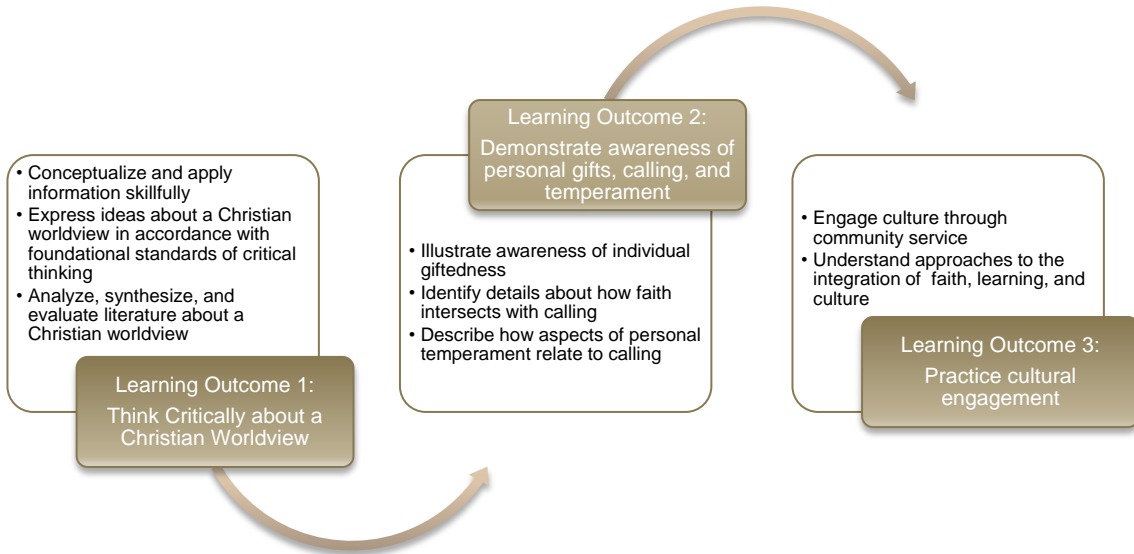 • Conceptualize and apply
information skillfully
• Express ideas about a Christian
worldview in accordance with
foundational standards of critical
thinking
• Analyze, synthesize, and
evaluate literature about a
Christian worldview
Learning Outcome 1:
Think Critically about a
Christian Worldview
Learning Outcome 2:
Demonstrate awareness of
personal gifts, calling, and
temperament
• Illustrate awareness of individual
giftedness
• Identify details about how faith
intersects with calling
• Describe how aspects of personal
temperament relate to calling
• Engage culture through
community service
• Understand approaches to the
integration of faith, learning, and
culture
Learning Outcome 3:
Practice cultural
engagement